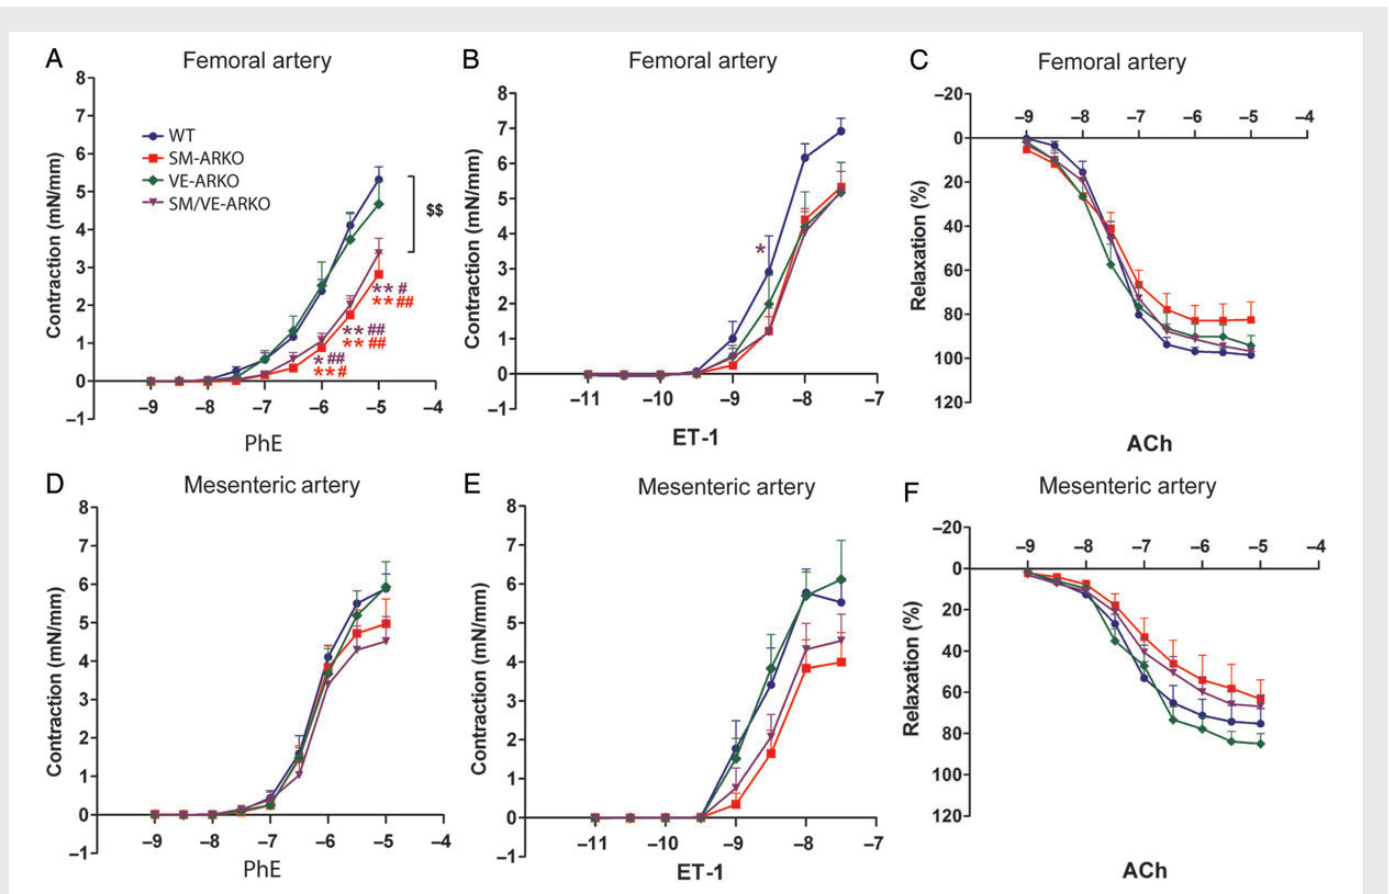 A
Femoral artery
8
7
6
5
4
3
2
1
0
–1
Contraction (mN/mm)
WT
SM-ARKO
VE-ARKO
SM/VE-ARKO
$$
** #
** ##
** ##
** ##
* ##
** #
–9 –8 –7 –6 –5 –4
PhE
B
Femoral artery
8
7
6
5
4
3
2
1
0
–1
Contraction (mN/mm)
*
–11 –10 –9 –8 –7
ET-1
C
Femoral artery
–20
0
20
40
60
80
100
120
Relaxation (%)
–9 –8 –7 –6 –5 –4
ACh
D
Mesenteric artery
8
7
6
5
4
3
2
1
0
–1
Contraction (mN/mm)
–9 –8 –7 –6 –5 –4
PhE
E
Mesenteric artery
8
7
6
5
4
3
2
1
0
–1
Contraction (mN/mm)
–11 –10 –9 –8 –7
ET-1
F
Mesenteric artery
–20
0
20
40
60
80
100
120
Relaxation (%)
–9 –8 –7 –6 –5 –4
ACh